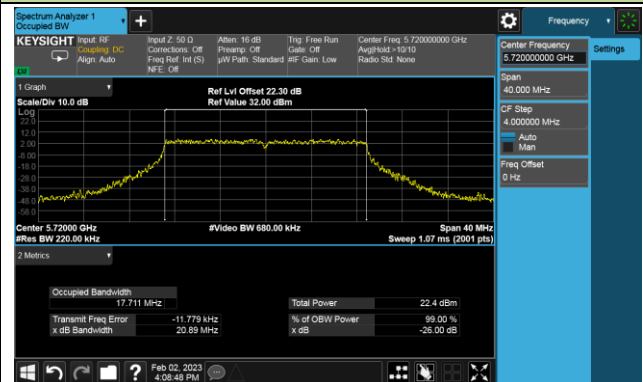 Spectrum Analyzer 1
Occupied BW
+
Frequency
KEYSIGHT
Input: RF
Coupling: DC
Align: Auto
Input Z: 50 Ω
Corrections: Off
Freq Ref: Int (S)
NFE: Off
Atten: 16 dB
Preamp: Off
µW Path: Standard
Trig: Free Run
Gate: Off
#IF Gain: Low
Center Freq: 5.720000000 GHz
Avg|Hold:>10/10
Radio Std: None
Center Frequency
5.720000000 GHz
Settings
Span
40.000 MHz
CF Step
4.000000 MHz
Auto
Man
Freq Offset
0 Hz
1 Graph
Scale/Div 10.0 dB
Ref Lvl Offset 22.30 dB
Ref Value 32.00 dBm
Log
22.0
12.0
2.00
-8.00
-18.0
-28.0
-38.0
-48.0
-58.0
Center 5.72000 GHz
#Res BW 220.00 kHz
#Video BW 680.00 kHz
Span 40 MHz
Sweep 1.07 ms (2001 pts)
2 Metrics
Occupied Bandwidth
17.711 MHz
Total Power
22.4 dBm
Transmit Freq Error
-11.779 kHz
% of OBW Power
99.00 %
x dB Bandwidth
20.89 MHz
x dB
-26.00 dB
?
Feb 02, 2023
4:08:48 PM